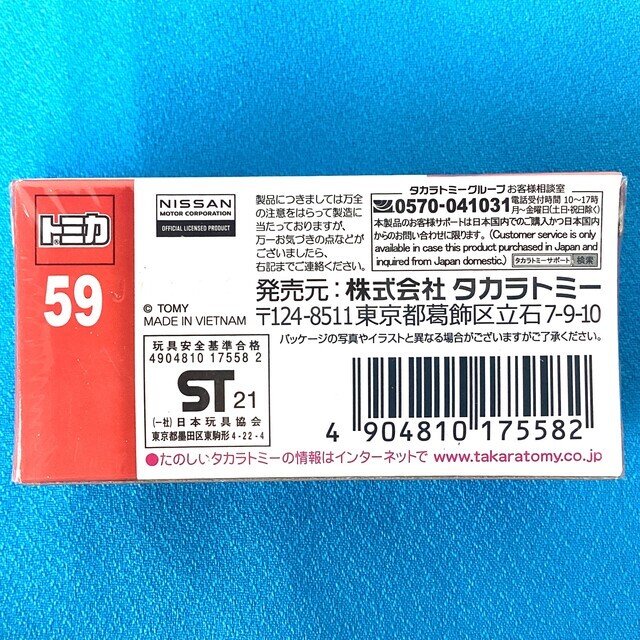 トミカ
®
59
NISSAN
MOTOR CORPORATION
OFFICIAL LICENSED PRODUCT
© TOMY
MADE IN VIETNAM
製品につきましては万全
の注意をはらって製造に
当たっておりますが、
万一お気づきの点などが
ございましたら、
右記までご連絡ください。
タカラトミーグループ お客様相談室
0570-041031
電話受付時間 10〜17時
月〜金曜日(土日・祝日除く)
本製品のお客様サポートは日本国内でのご購入かつ日本国内
からのお問い合わせに限ります。(Customer service is only
available in case this product purchased in Japan and
inquired from Japan domestic.)
タカラトミーサポート 検索
発売元:株式会社 タカラトミー
〒124-8511 東京都葛飾区立石7-9-10
パッケージの写真やイラストと異なる場合がございますがご了承ください。
玩具安全基準合格
4904810 17558 2
ST 21
(一社)日本玩具協会
東京都墨田区東駒形4-22-4
4 904810 175582
●たのしいタカラトミーの情報はインターネットで www.takaratomy.co.jp